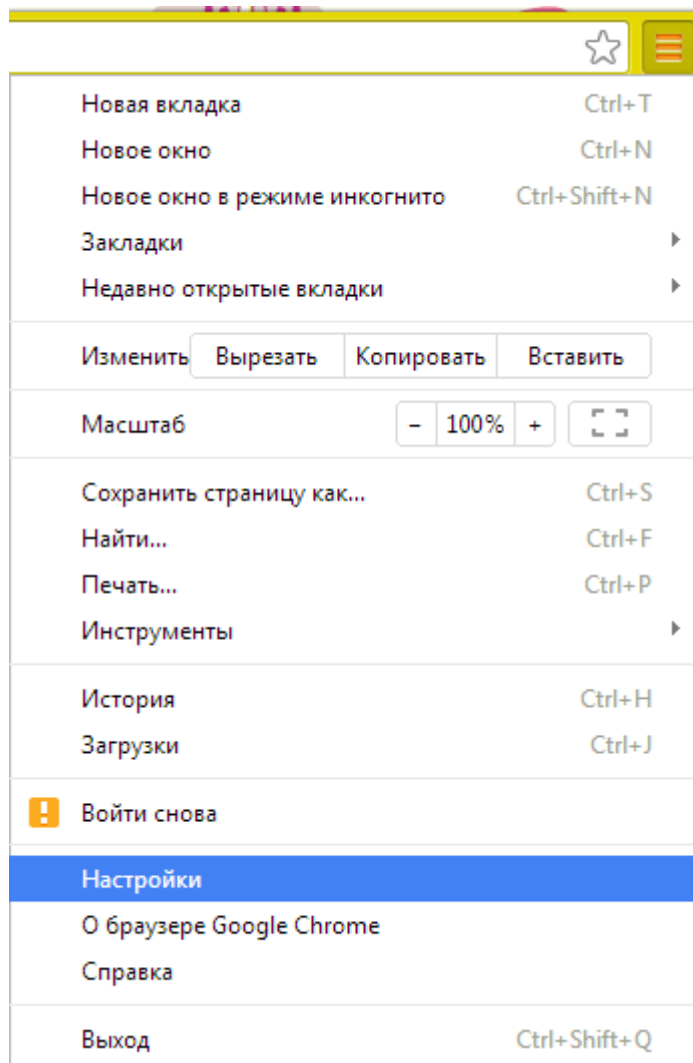 Новая вкладка Ctrl+T
Новое окно Ctrl+N
Новое окно в режиме инкогнито Ctrl+Shift+N
Закладки
Недавно открытые вкладки
Изменить Вырезать Копировать Вставить
Масштаб - 100% +
Сохранить страницу как... Ctrl+S
Найти... Ctrl+F
Печать... Ctrl+P
Инструменты
История Ctrl+H
Загрузки Ctrl+J
Войти снова
Настройки
О браузере Google Chrome
Справка
Выход Ctrl+Shift+Q